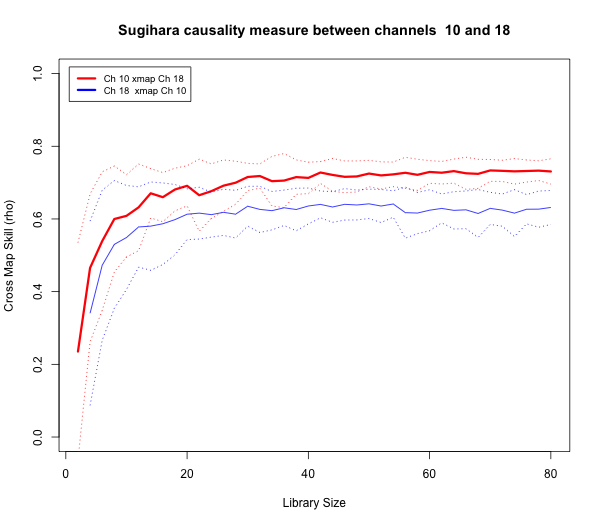 Sugihara causality measure between channels  10 and 18
Ch 10 xmap Ch 18
Ch 18  xmap Ch 10
Cross Map Skill (rho)
1.0
0.8
0.6
0.4
0.2
0.0
0 20 40 60 80
Library Size